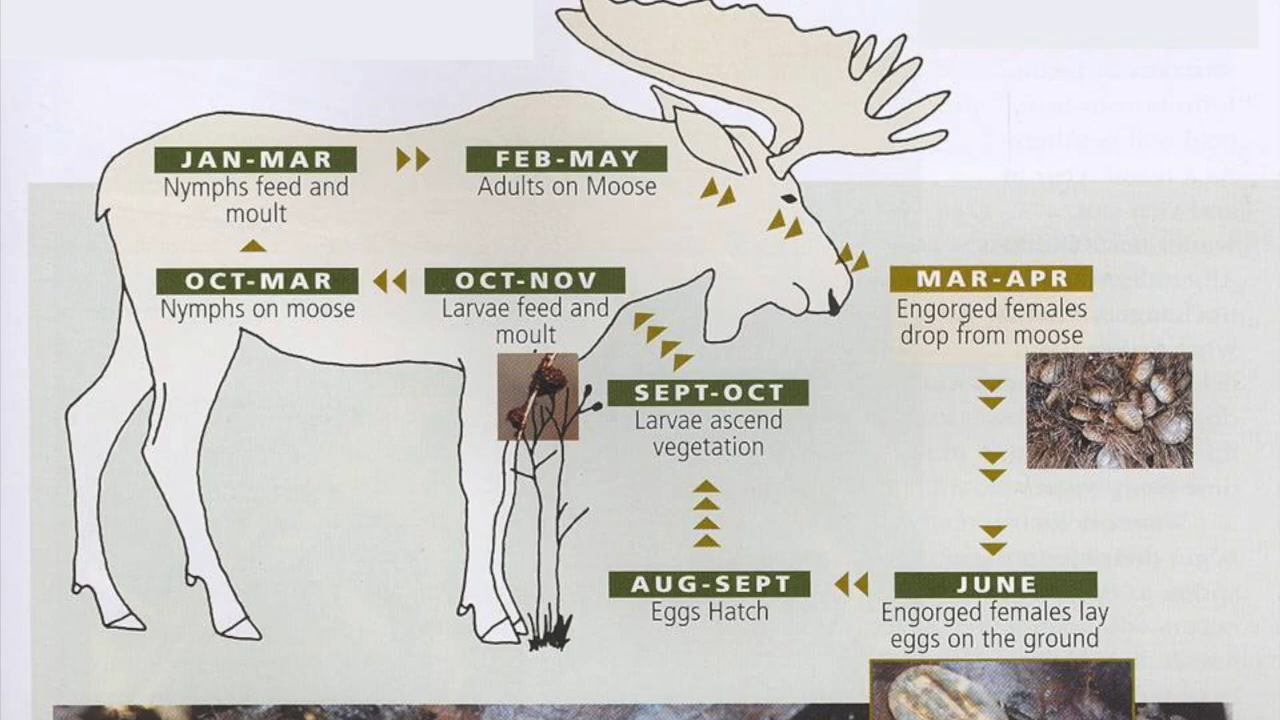 JAN-MAR
Nymphs feed and
moult
FEB-MAY
Adults on Moose
OCT-MAR
Nymphs on moose
OCT-NOV
Larvae feed and
moult
MAR-APR
Engorged females
drop from moose
SEPT-OCT
Larvae ascend
vegetation
AUG-SEPT
Eggs Hatch
JUNE
Engorged females lay
eggs on the ground